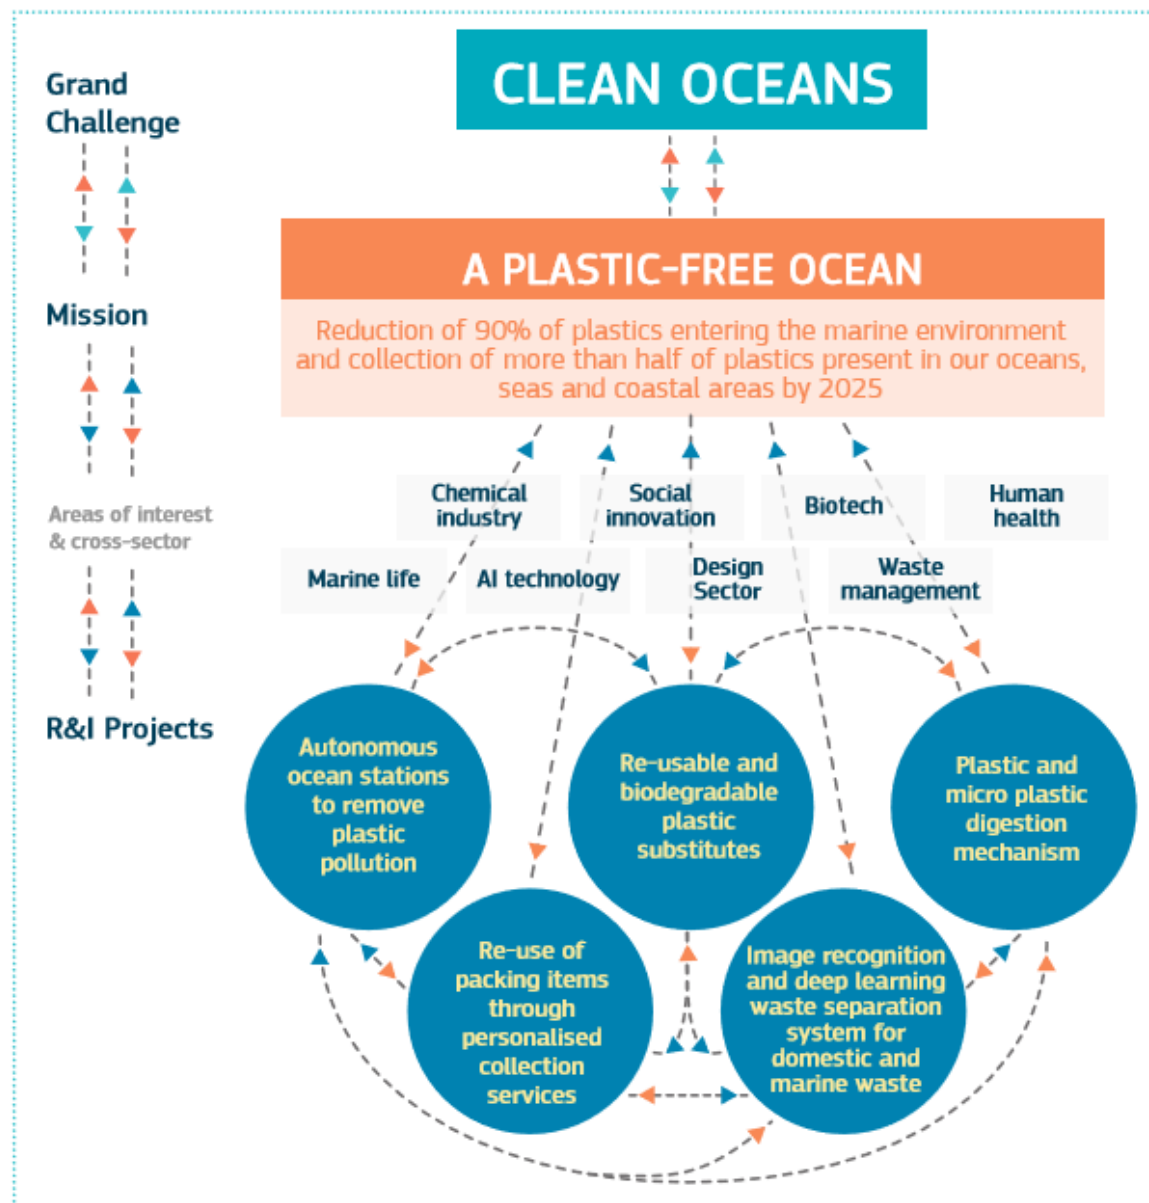 Grand
Challenge
CLEAN OCEANS
Mission
A PLASTIC-FREE OCEAN
Reduction of 90% of plastics entering the marine environment
and collection of more than half of plastics present in our oceans,
seas and coastal areas by 2025
Areas of interest
& cross-sector
Chemical
industry
Social
innovation
Biotech
Human
health
Marine life
AI technology
Design
Sector
Waste
management
R&I Projects
Autonomous
ocean stations
to remove
plastic
pollution
Re-usable and
biodegradable
plastic
substitutes
Plastic and
micro plastic
digestion
mechanism
Re-use of
packing items
through
personalised
collection
services
Image recognition
and deep learning
waste separation
system for
domestic and
marine waste